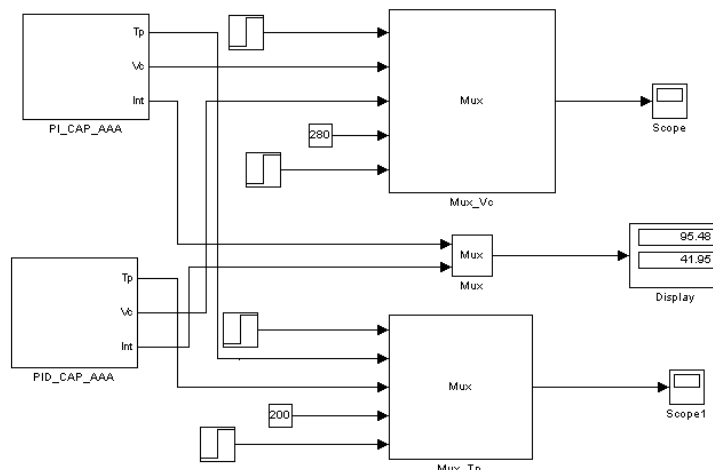 Tp
Vc
Int
PI_CAP_AAA
280
Mux
Mux_Vc
Scope
Mux
Mux
95.48
41.95
Display
Tp
Vc
Int
PID_CAP_AAA
200
Mux
Mux_Tp
Scope1